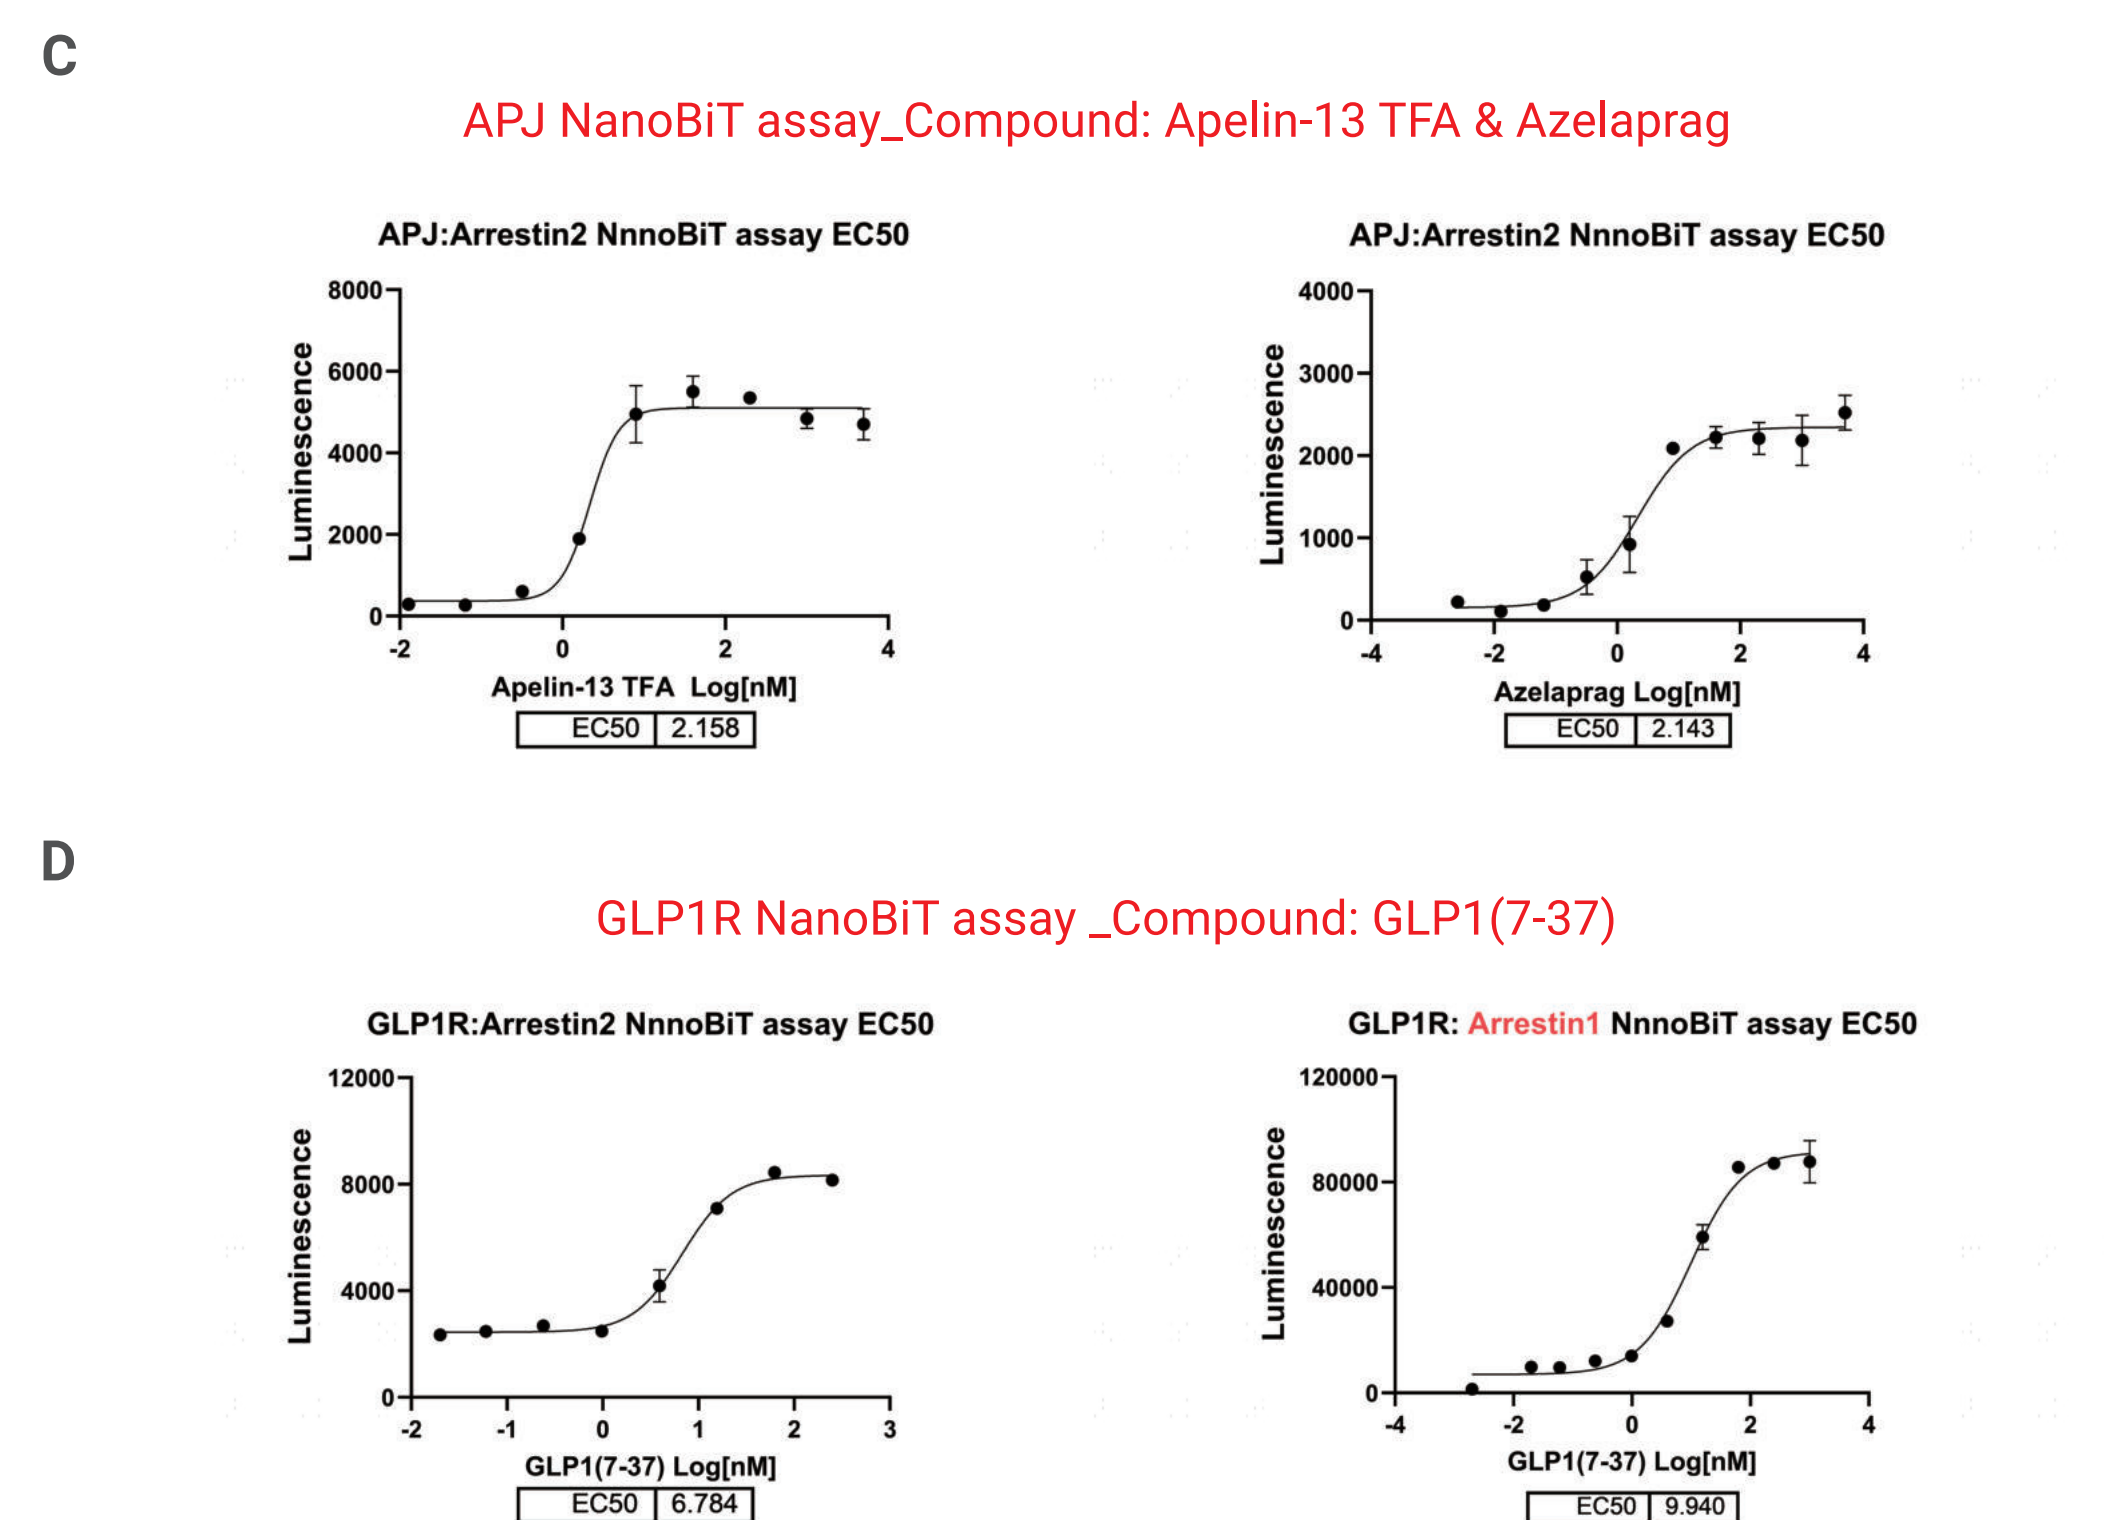 C
APJ NanoBiT assay_Compound: Apelin-13 TFA & Azelaprag
APJ:Arrestin2 NnnoBiT assay EC50
8000
6000
4000
2000
0
Luminescence
-2 0 2 4
Apelin-13 TFA Log[nM]
EC50 2.158
APJ:Arrestin2 NnnoBiT assay EC50
4000
3000
2000
1000
0
Luminescence
-4 -2 0 2 4
Azelaprag Log[nM]
EC50 2.143
D
GLP1R NanoBiT assay _Compound: GLP1(7-37)
GLP1R:Arrestin2 NnnoBiT assay EC50
12000
8000
4000
0
Luminescence
-2 -1 0 1 2 3
GLP1(7-37) Log[nM]
EC50 6.784
GLP1R: Arrestin1 NnnoBiT assay EC50
120000
80000
40000
0
Luminescence
-4 -2 0 2 4
GLP1(7-37) Log[nM]
EC50 9.940